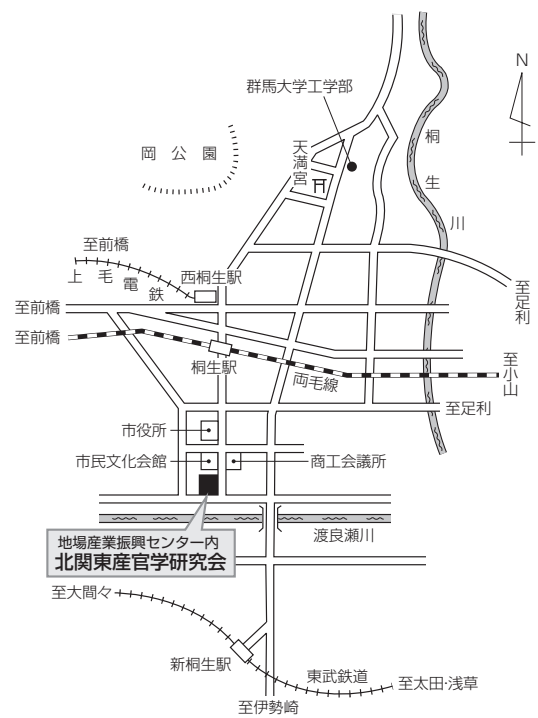 N
群馬大学工学部
天満宮
岡公園
桐生川
至前橋
上毛電鉄
西桐生駅
至足利
至前橋
至前橋
桐生駅
両毛線
至小山
至足利
市役所
市民文化会館
商工会議所
渡良瀬川
地場産業振興センター内
北関東産官学研究会
至大間々
新桐生駅
東武鉄道
至太田・浅草
至伊勢崎